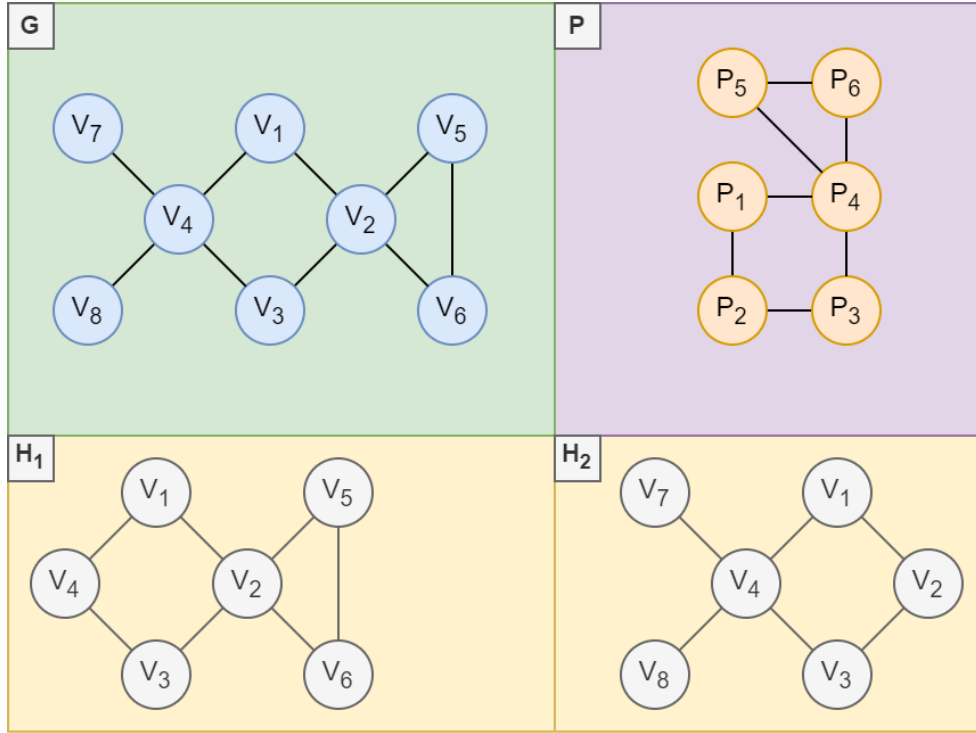 G
P
V7 V1 V5
V4 V2
V8 V3 V6
P5 P6
P1 P4
P2 P3
H1
V1 V5
V4 V2
V3 V6
H2
V7 V1
V4 V2
V8 V3